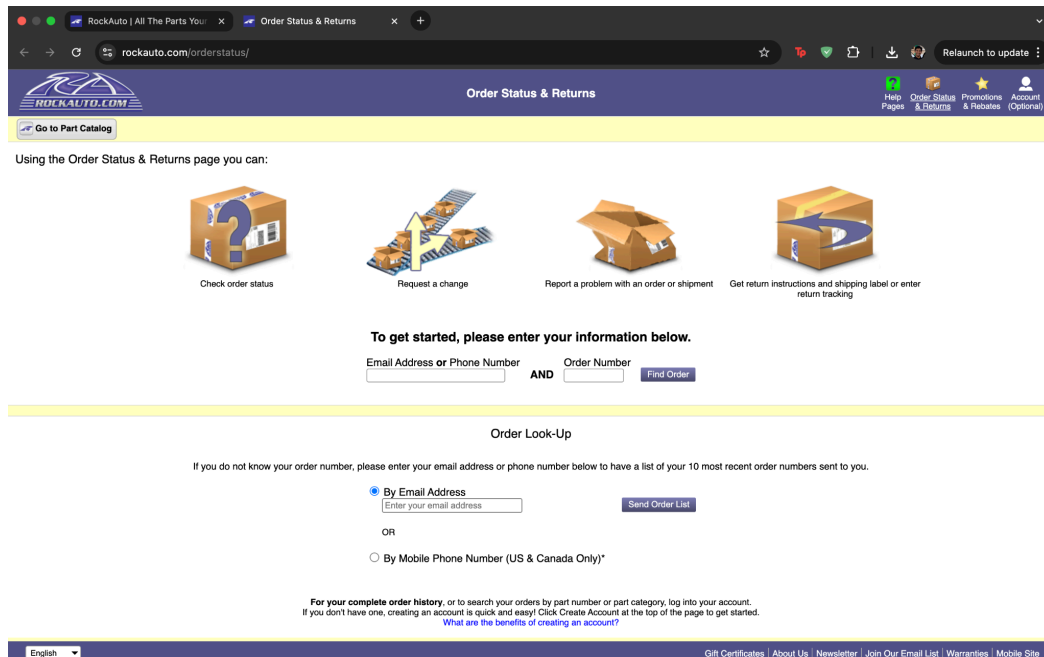 RockAuto | All The Parts Your
Order Status & Returns
rockauto.com/orderstatus/
Tp
Relaunch to update
ROCKAUTO.COM
Order Status & Returns
?
Help Pages
Order Status & Returns
Promotions & Rebates
Account (Optional)
Go to Part Catalog
Using the Order Status & Returns page you can:
?
Check order status
Request a change
Report a problem with an order or shipment
Get return instructions and shipping label or enter
return tracking
To get started, please enter your information below.
Email Address or Phone Number
AND
Order Number
Find Order
Order Look-Up
If you do not know your order number, please enter your email address or phone number below to have a list of your 10 most recent order numbers sent to you.
By Email Address
Enter your email address
Send Order List
OR
By Mobile Phone Number (US & Canada Only)*
For your complete order history, or to search your orders by part number or part category, log into your account.
If you don't have one, creating an account is quick and easy! Click Create Account at the top of the page to get started.
What are the benefits of creating an account?
English
Gift Certificates | About Us | Newsletter | Join Our Email List | Warranties | Mobile Site